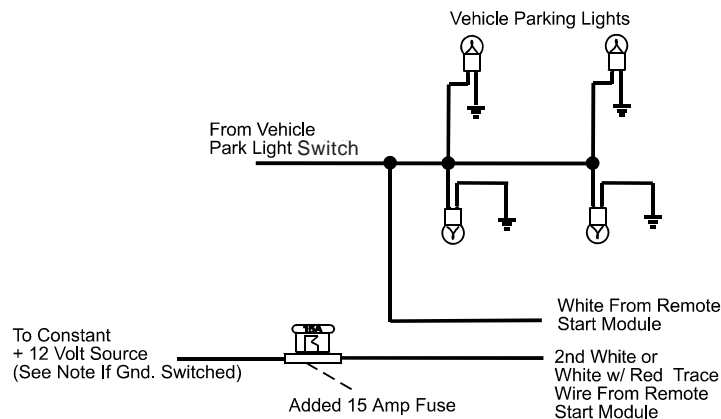 Vehicle Parking Lights
From Vehicle
Park Light Switch
White From Remote
Start Module
15A
To Constant
+ 12 Volt Source
(See Note If Gnd. Switched)
2nd White or
White w/ Red Trace
Wire From Remote
Start Module
Added 15 Amp Fuse